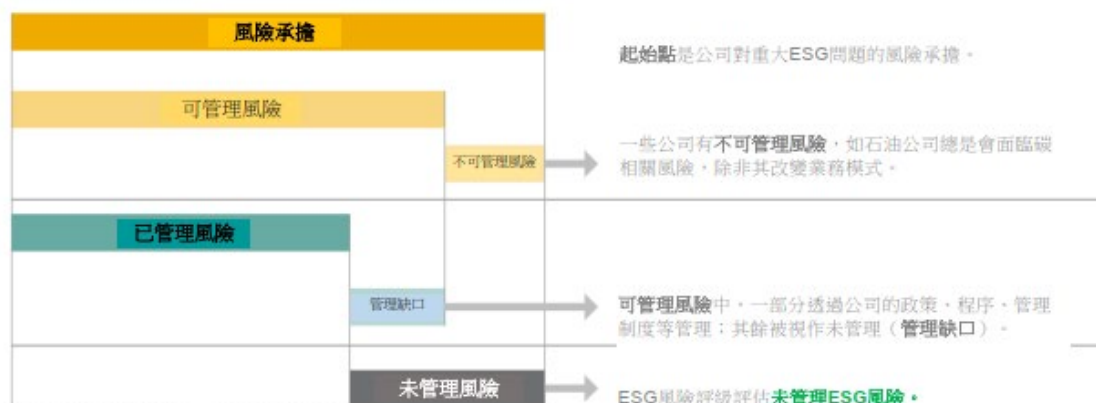 風險承擔
起始點是公司對重大ESG問題的風險承擔。
可管理風險
不可管理風險
一些公司有不可管理風險，如石油公司總是會面臨碳
相關風險，除非其改變業務模式。
已管理風險
管理缺口
可管理風險中，一部分透過公司的政策、程序、管理
制度等管理；其餘被視作未管理（管理缺口）。
未管理風險
ESG風險評級評估未管理ESG風險。